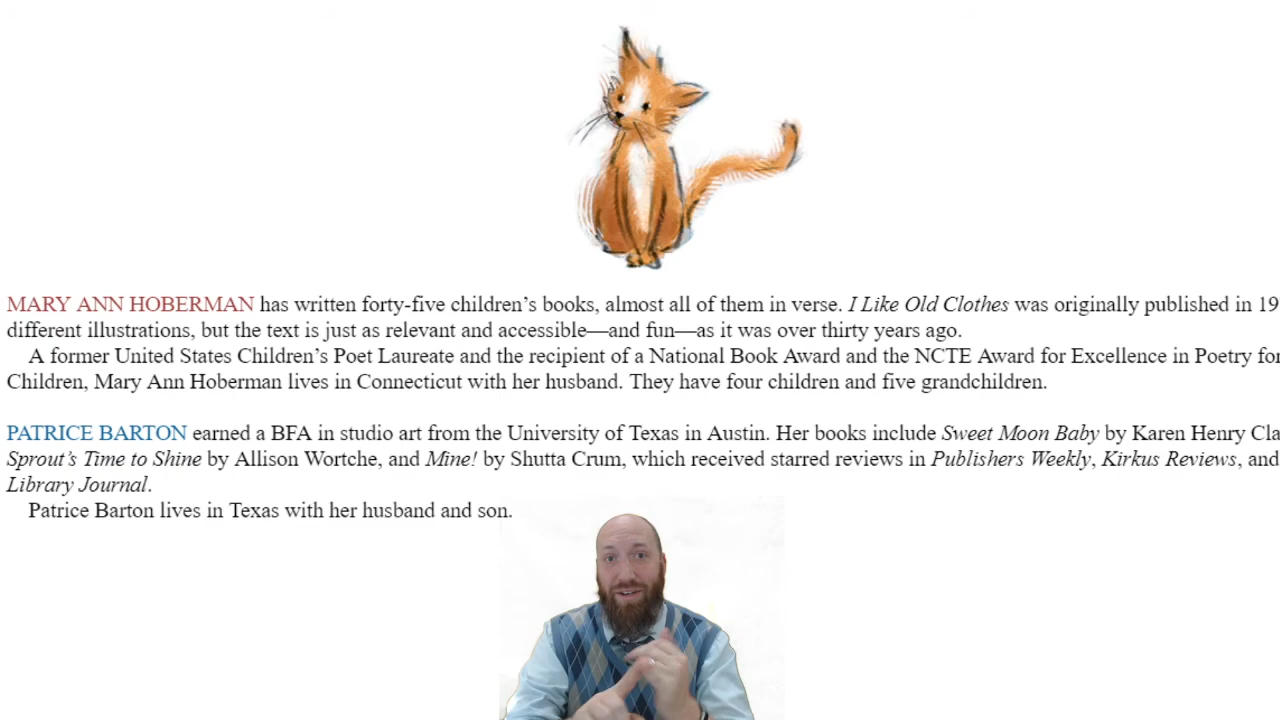 MARY ANN HOBERMAN has written forty-five children’s books, almost all of them in verse. I Like Old Clothes was originally published in 19
different illustrations, but the text is just as relevant and accessible—and fun—as it was over thirty years ago.
A former United States Children’s Poet Laureate and the recipient of a National Book Award and the NCTE Award for Excellence in Poetry for
Children, Mary Ann Hoberman lives in Connecticut with her husband. They have four children and five grandchildren.
PATRICE BARTON earned a BFA in studio art from the University of Texas in Austin. Her books include Sweet Moon Baby by Karen Henry Cla
Sprout’s Time to Shine by Allison Wortche, and Mine! by Shutta Crum, which received starred reviews in Publishers Weekly, Kirkus Reviews, and
Library Journal.
Patrice Barton lives in Texas with her husband and son.